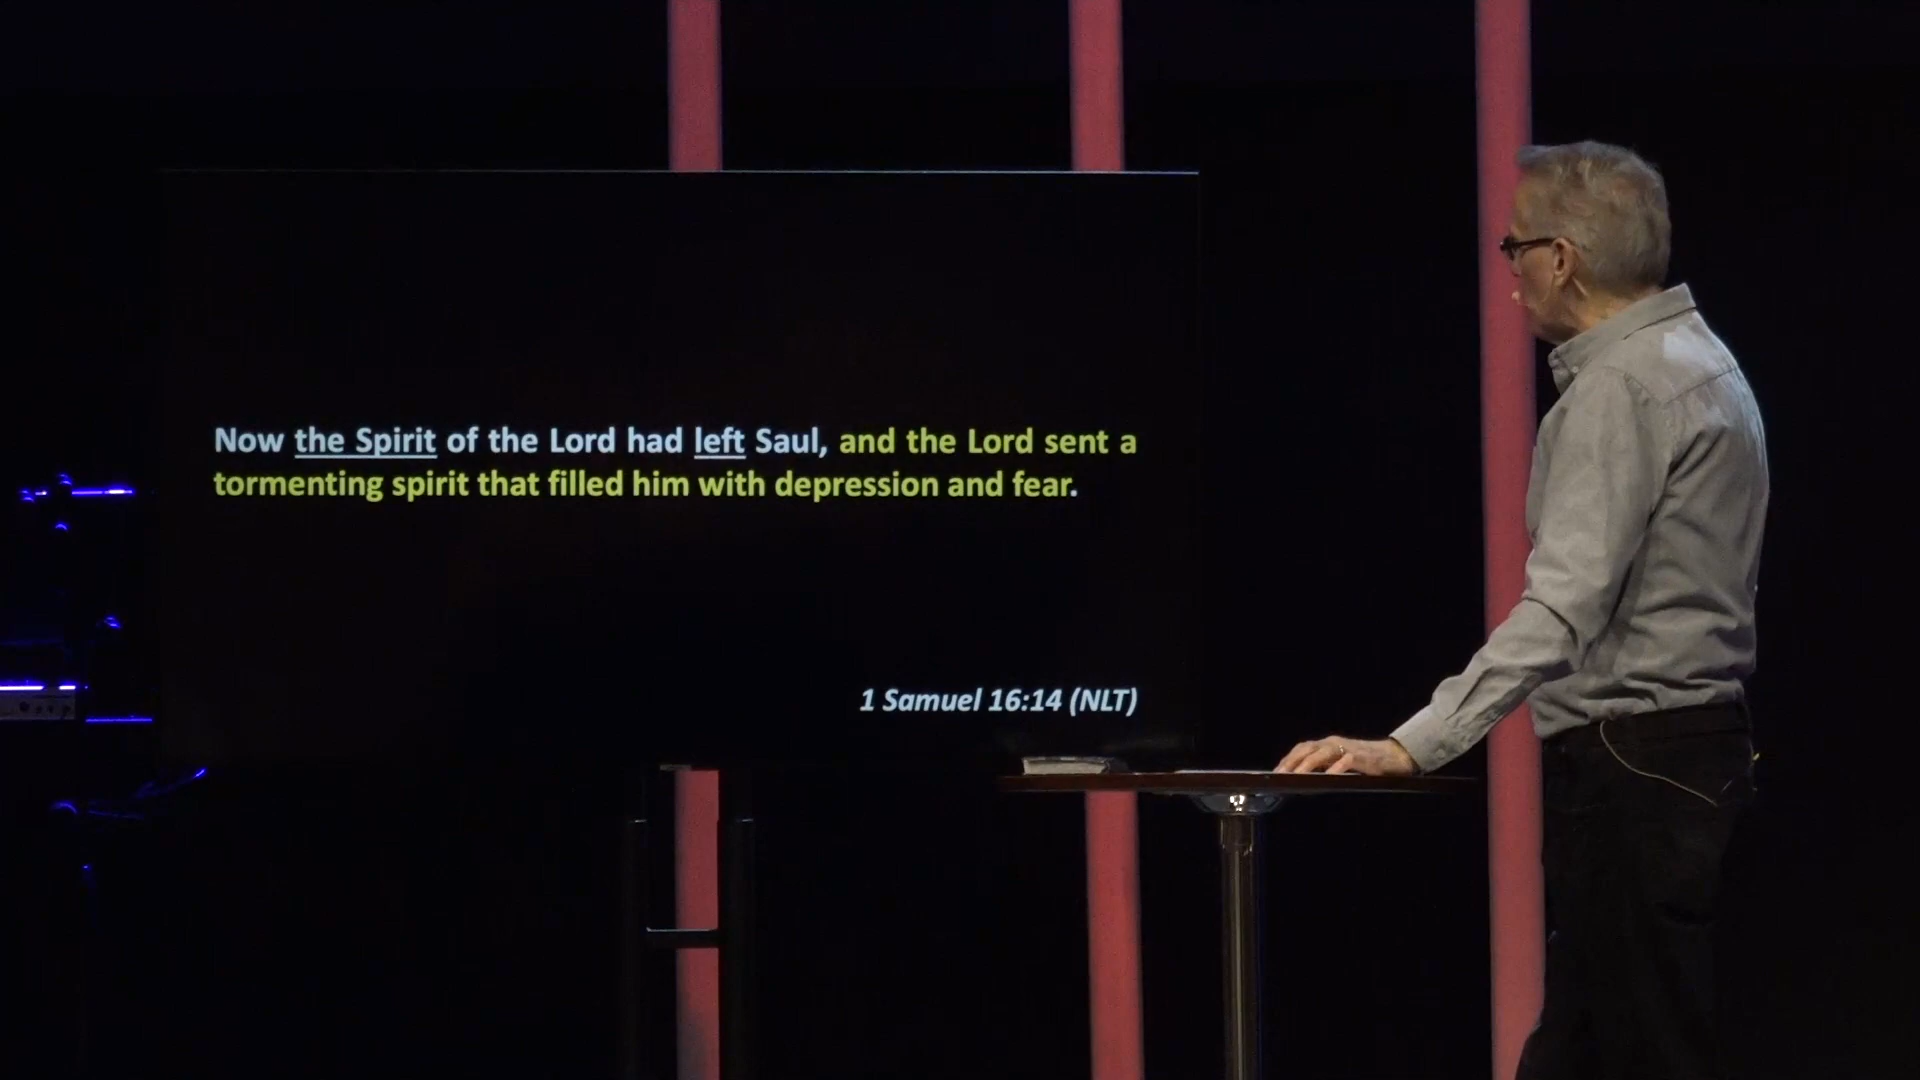 Now the Spirit of the Lord had left Saul, and the Lord sent a
tormenting spirit that filled him with depression and fear.
1 Samuel 16:14 (NLT)